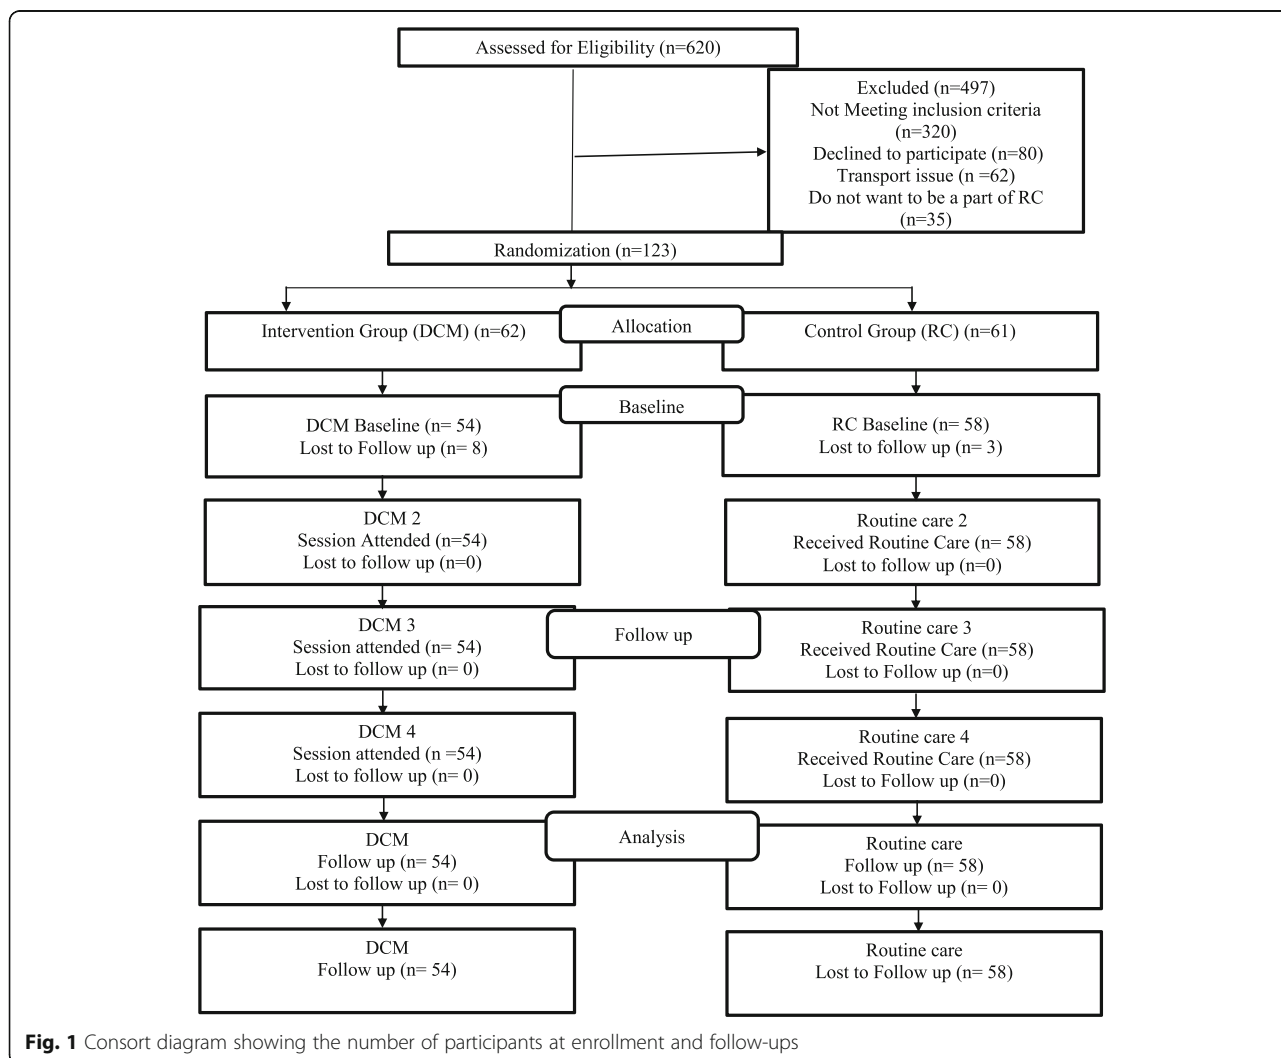 Assessed for Eligibility (n=620)
Excluded (n=497)
Not Meeting inclusion criteria
(n=320)
Declined to participate (n=80)
Transport issue (n =62)
Do not want to be a part of RC
(n=35)
Randomization (n=123)
Allocation
Intervention Group (DCM) (n=62)
Control Group (RC) (n=61)
Baseline
DCM Baseline (n= 54)
Lost to Follow up (n= 8)
RC Baseline (n= 58)
Lost to follow up (n= 3)
DCM 2
Session Attended (n=54)
Lost to follow up (n=0)
Routine care 2
Received Routine Care (n= 58)
Lost to follow up (n=0)
Follow up
DCM 3
Session attended (n= 54)
Lost to follow up (n= 0)
Routine care 3
Received Routine Care (n=58)
Lost to Follow up (n=0)
DCM 4
Session attended (n =54)
Lost to follow up (n= 0)
Routine care 4
Received Routine Care (n=58)
Lost to Follow up (n=0)
Analysis
DCM
Follow up (n= 54)
Lost to follow up (n= 0)
Routine care
Follow up (n= 58)
Lost to Follow up (n= 0)
DCM
Follow up (n= 54)
Routine care
Lost to Follow up (n= 58)
Fig. 1 Consort diagram showing the number of participants at enrollment and follow-ups